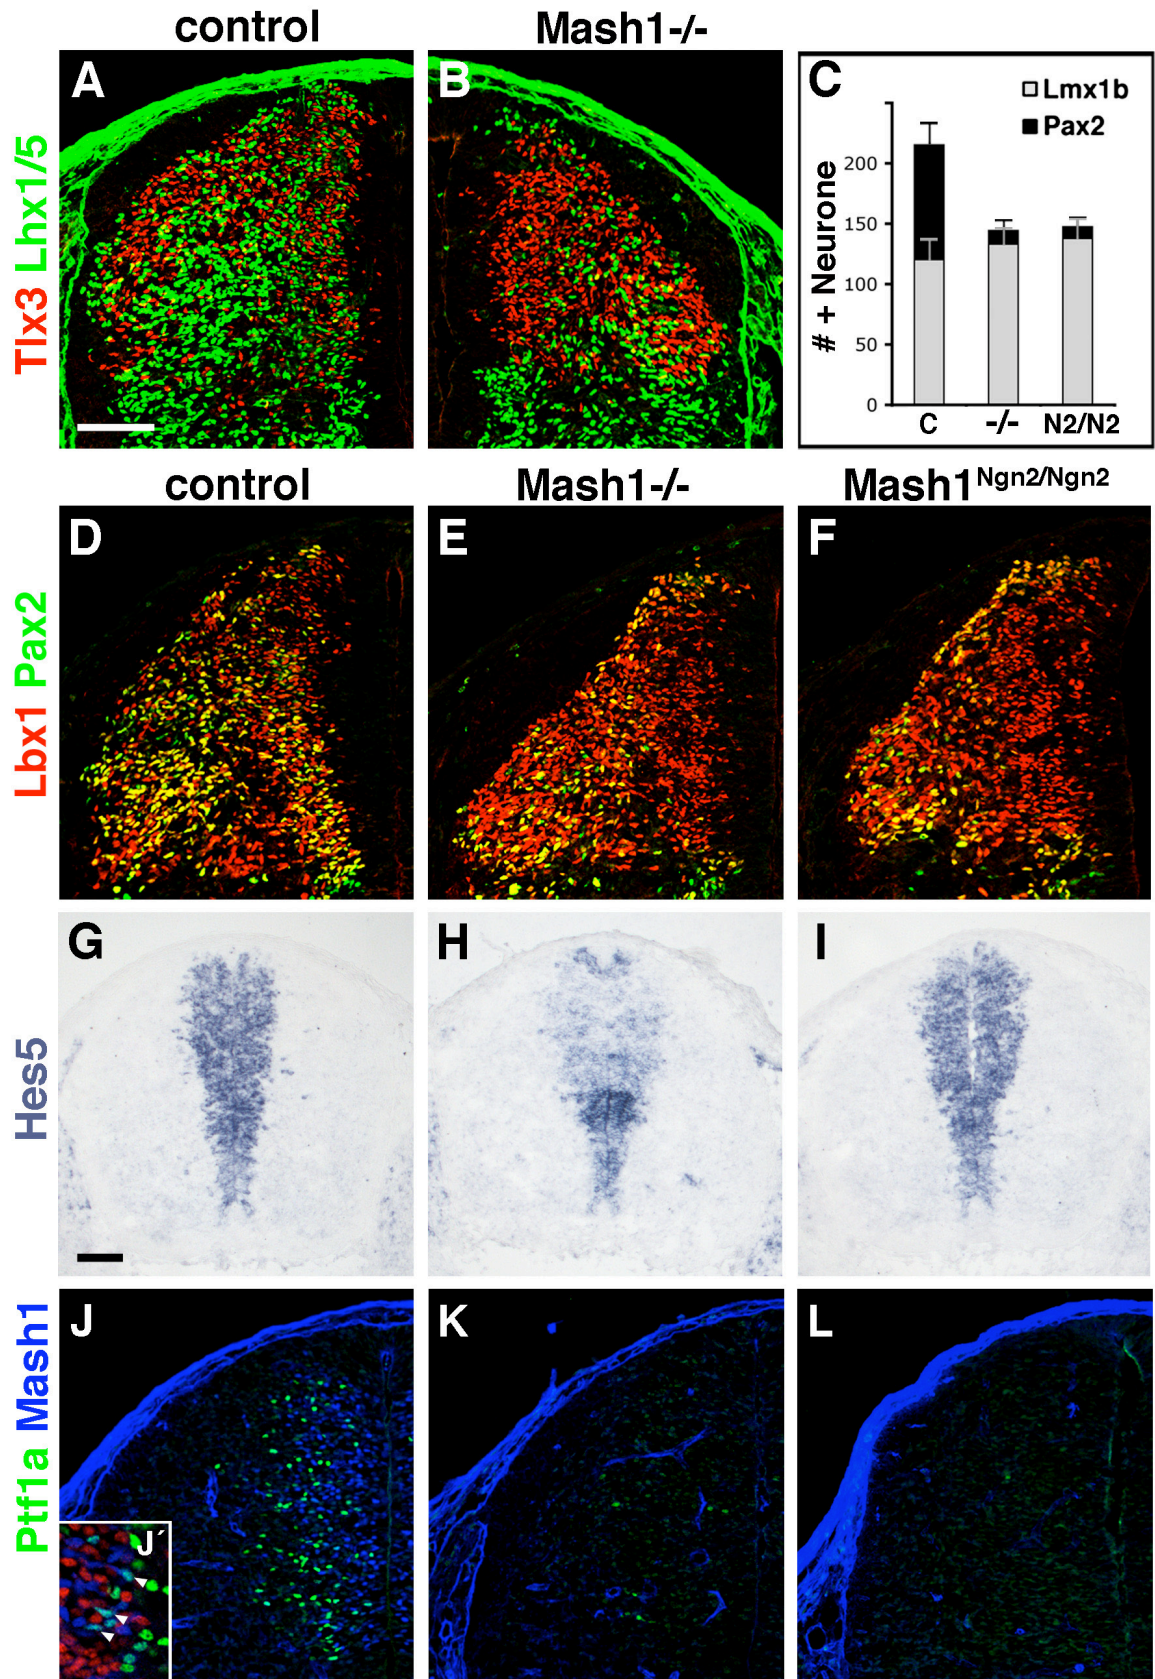 control Mash1-/-
Tlx3 Lhx1/5
A
B
C
Lmx1b
Pax2
# + Neurone
200
150
100
50
0
C -/- N2/N2
control Mash1-/- Mash1Ngn2/Ngn2
Lbx1 Pax2
D
E
F
Hes5
G
H
I
Ptf1a Mash1
J
K
L
J´